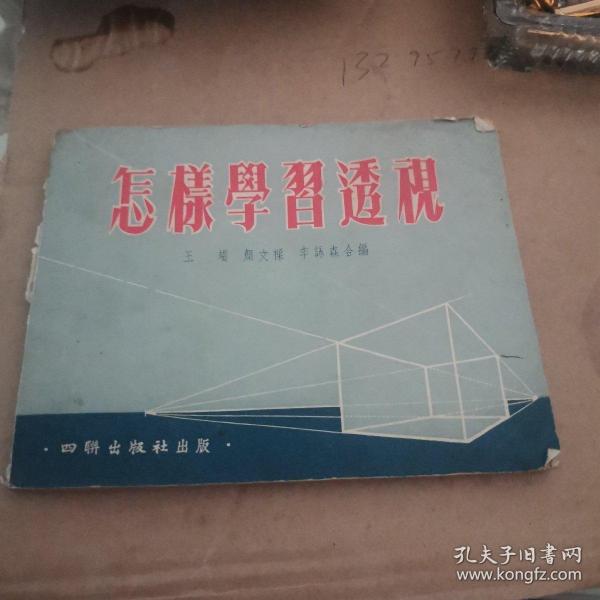 怎樣學習透視
王 顏文樑 李詠森合編
·四聯出版社出版·
孔夫子旧书网
www.kongfz.com